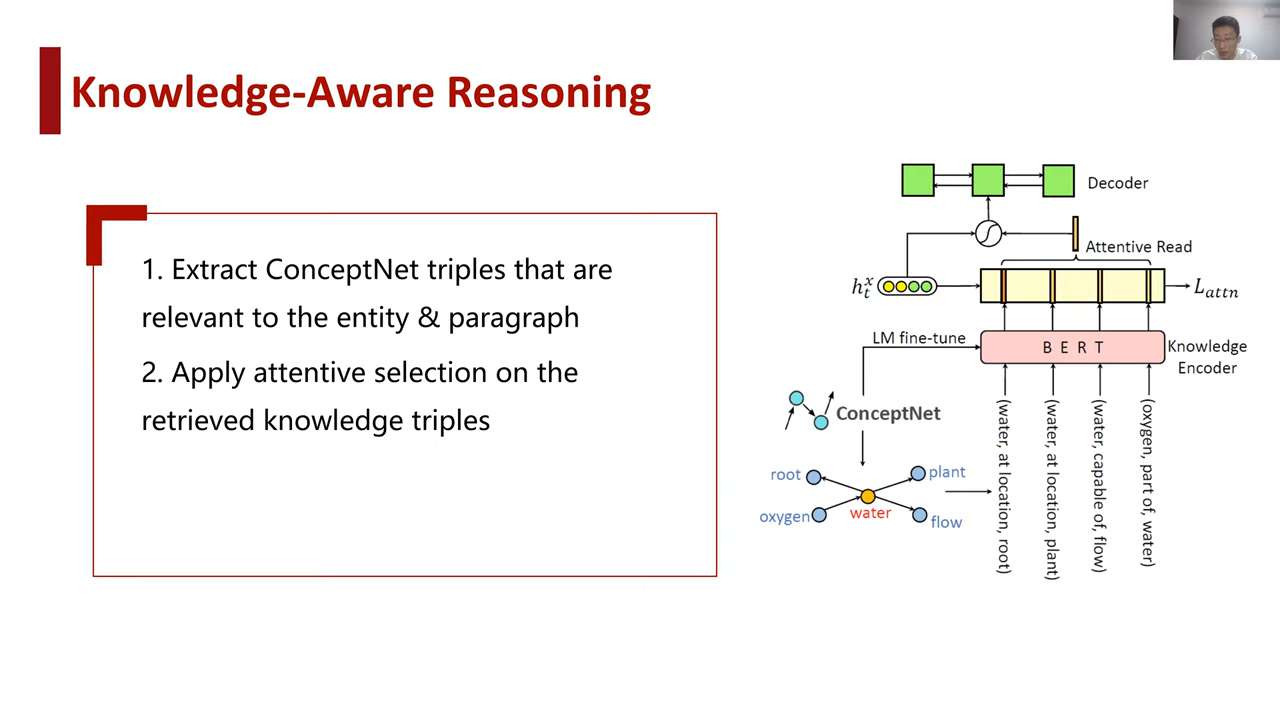 Knowledge-Aware Reasoning
1. Extract ConceptNet triples that are
relevant to the entity & paragraph
2. Apply attentive selection on the
retrieved knowledge triples
Decoder
Attentive Read
h_t^x
L_attn
LM fine-tune
BERT
Knowledge
Encoder
ConceptNet
root
plant
oxygen
water
flow
(water, at location, root)
(water, at location, plant)
(water, capable of, flow)
(oxygen, part of, water)